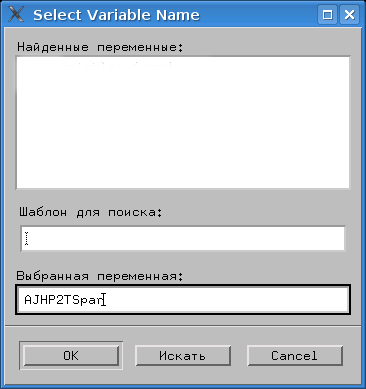 Select Variable Name
Найденные переменные:
Шаблон для поиска:
Выбранная переменная:
AJHP2TSpar
OK Искать Cancel